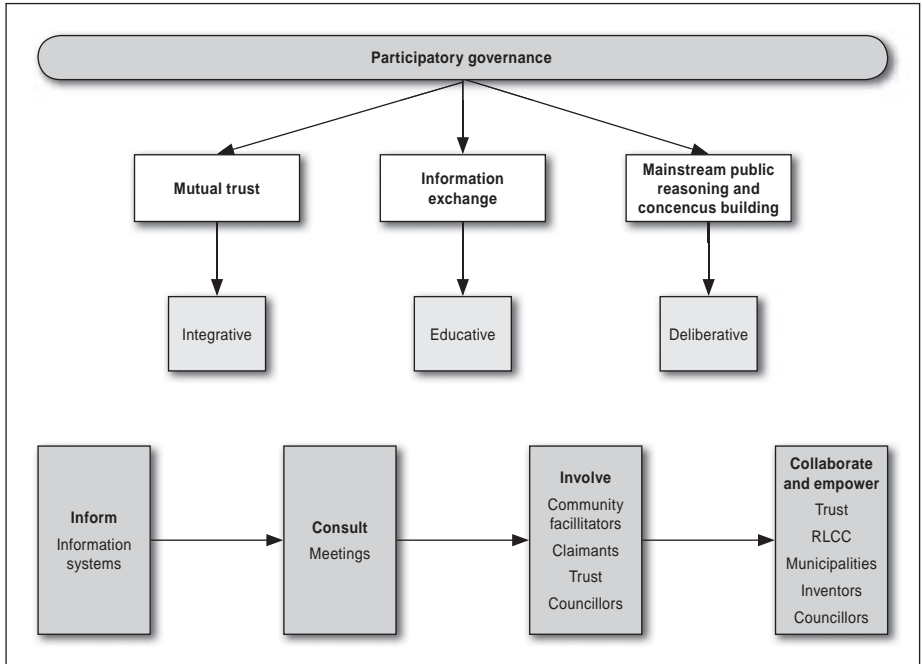 Participatory governance
Mutual trust
Information
exchange
Mainstream public
reasoning and
concencus building
Integrative
Educative
Deliberative
Inform
Information
systems
Consult
Meetings
Involve
Community
facillitators
Claimants
Trust
Councillors
Collaborate
and empower
Trust
RLCC
Municipalities
Inventors
Councillors